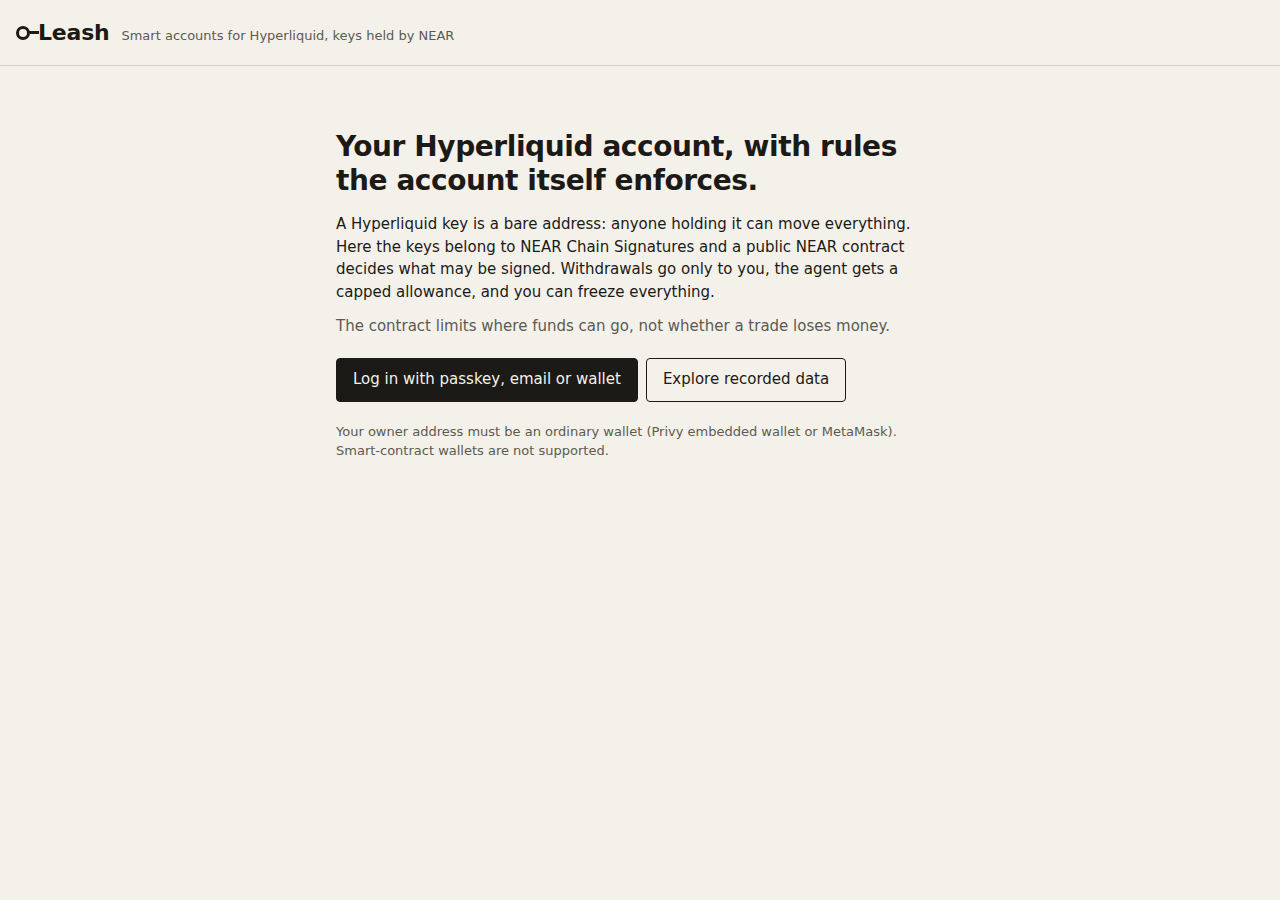 Leash Smart accounts for Hyperliquid, keys held by NEAR
Your Hyperliquid account, with rules
the account itself enforces.
A Hyperliquid key is a bare address: anyone holding it can move everything.
Here the keys belong to NEAR Chain Signatures and a public NEAR contract
decides what may be signed. Withdrawals go only to you, the agent gets a
capped allowance, and you can freeze everything.
The contract limits where funds can go, not whether a trade loses money.
Log in with passkey, email or wallet Explore recorded data
Your owner address must be an ordinary wallet (Privy embedded wallet or MetaMask).
Smart-contract wallets are not supported.